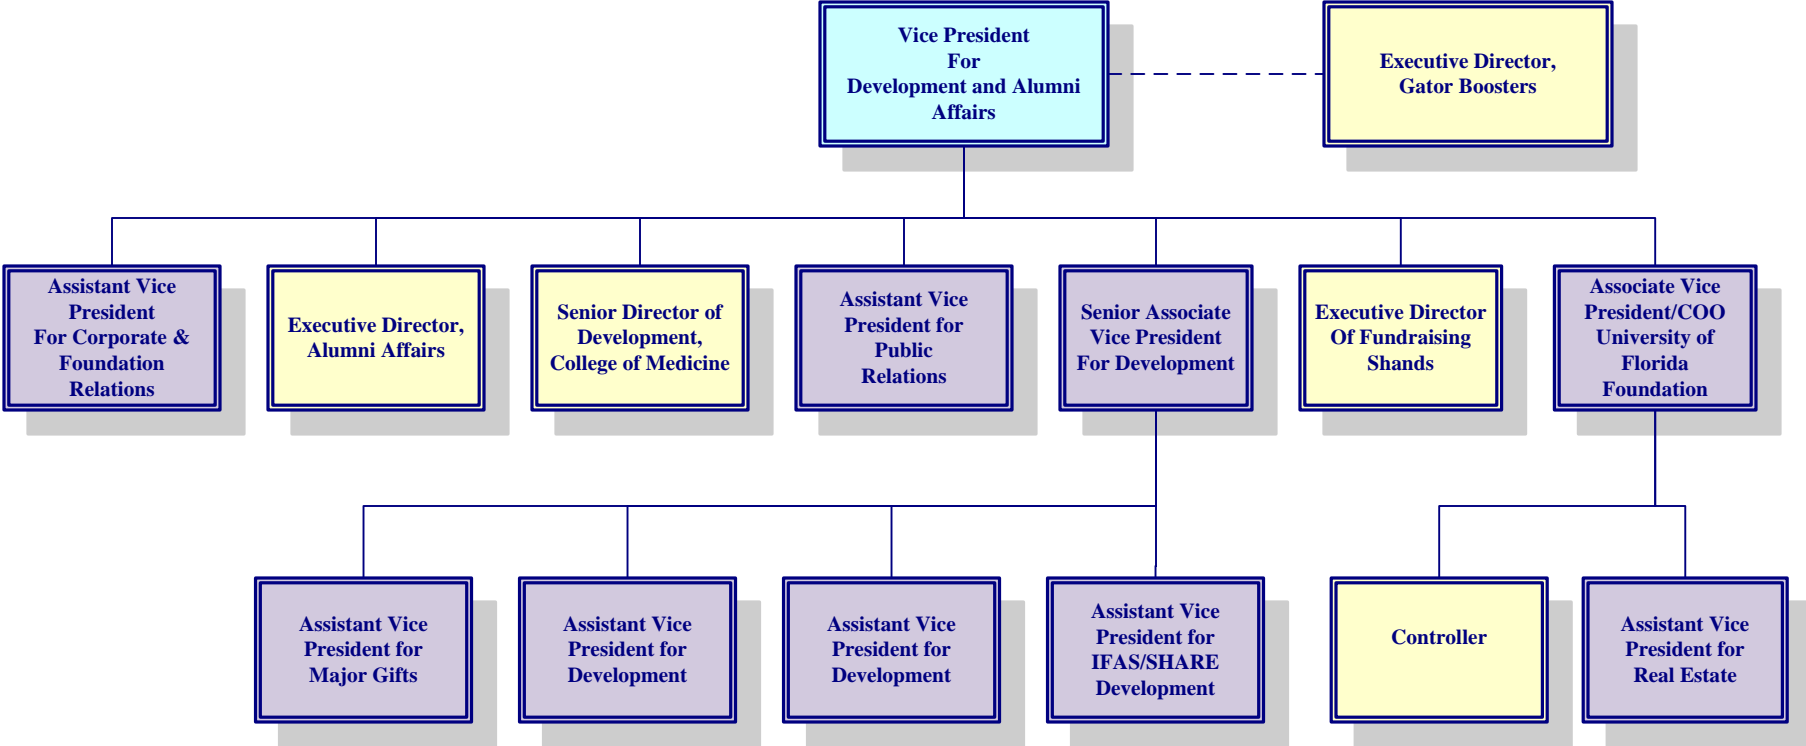 Vice President
For
Development and Alumni
Affairs
Executive Director,
Gator Boosters
Assistant Vice
President
For Corporate &
Foundation
Relations
Executive Director,
Alumni Affairs
Senior Director of
Development,
College of Medicine
Assistant Vice
President for
Public
Relations
Senior Associate
Vice President
For Development
Executive Director
Of Fundraising
Shands
Associate Vice
President/COO
University of
Florida
Foundation
Assistant Vice
President for
Major Gifts
Assistant Vice
President for
Development
Assistant Vice
President for
Development
Assistant Vice
President for
IFAS/SHARE
Development
Controller
Assistant Vice
President for
Real Estate